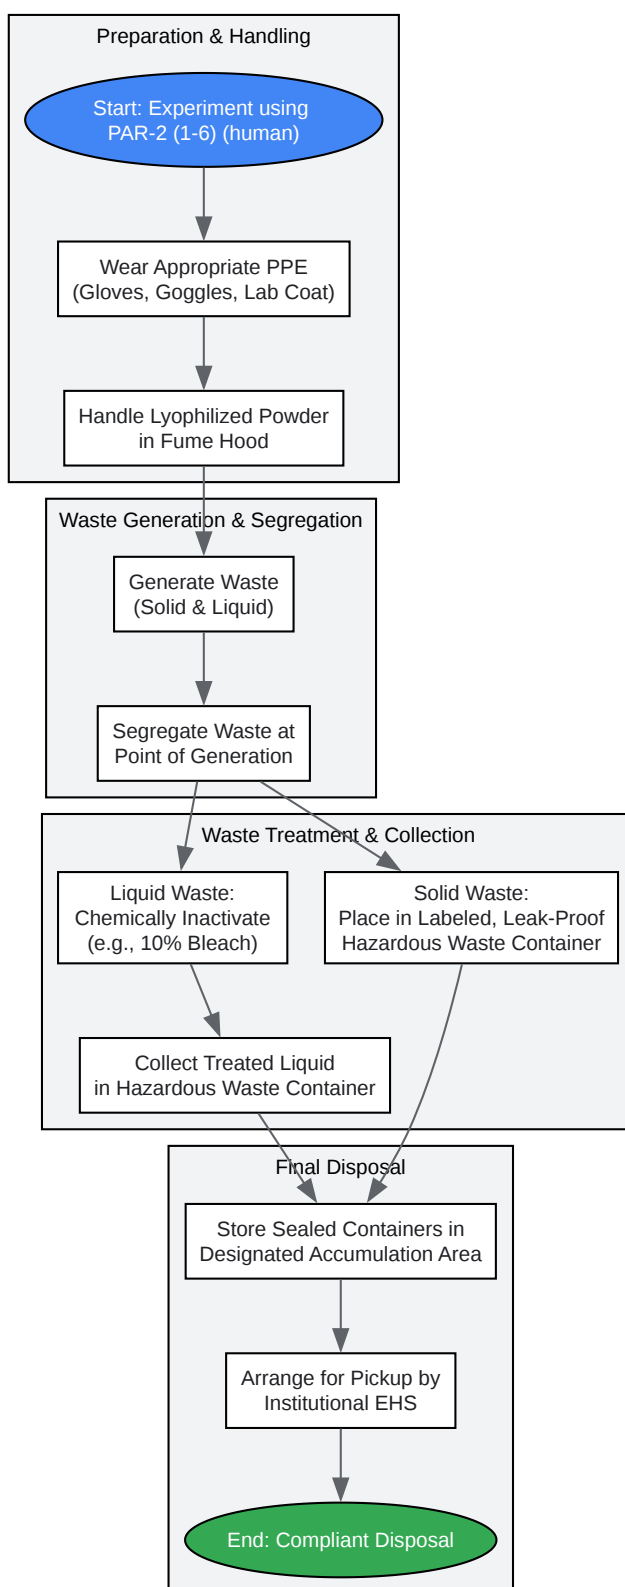 Preparation & Handling
Start: Experiment using
PAR-2 (1-6) (human)
Wear Appropriate PPE
(Gloves, Goggles, Lab Coat)
Handle Lyophilized Powder
in Fume Hood
Waste Generation & Segregation
Generate Waste
(Solid & Liquid)
Segregate Waste at
Point of Generation
Waste Treatment & Collection
Liquid Waste:
Chemically Inactivate
(e.g., 10% Bleach)
Solid Waste:
Place in Labeled, Leak-Proof
Hazardous Waste Container
Collect Treated Liquid
in Hazardous Waste Container
Final Disposal
Store Sealed Containers in
Designated Accumulation Area
Arrange for Pickup by
Institutional EHS
End: Compliant Disposal